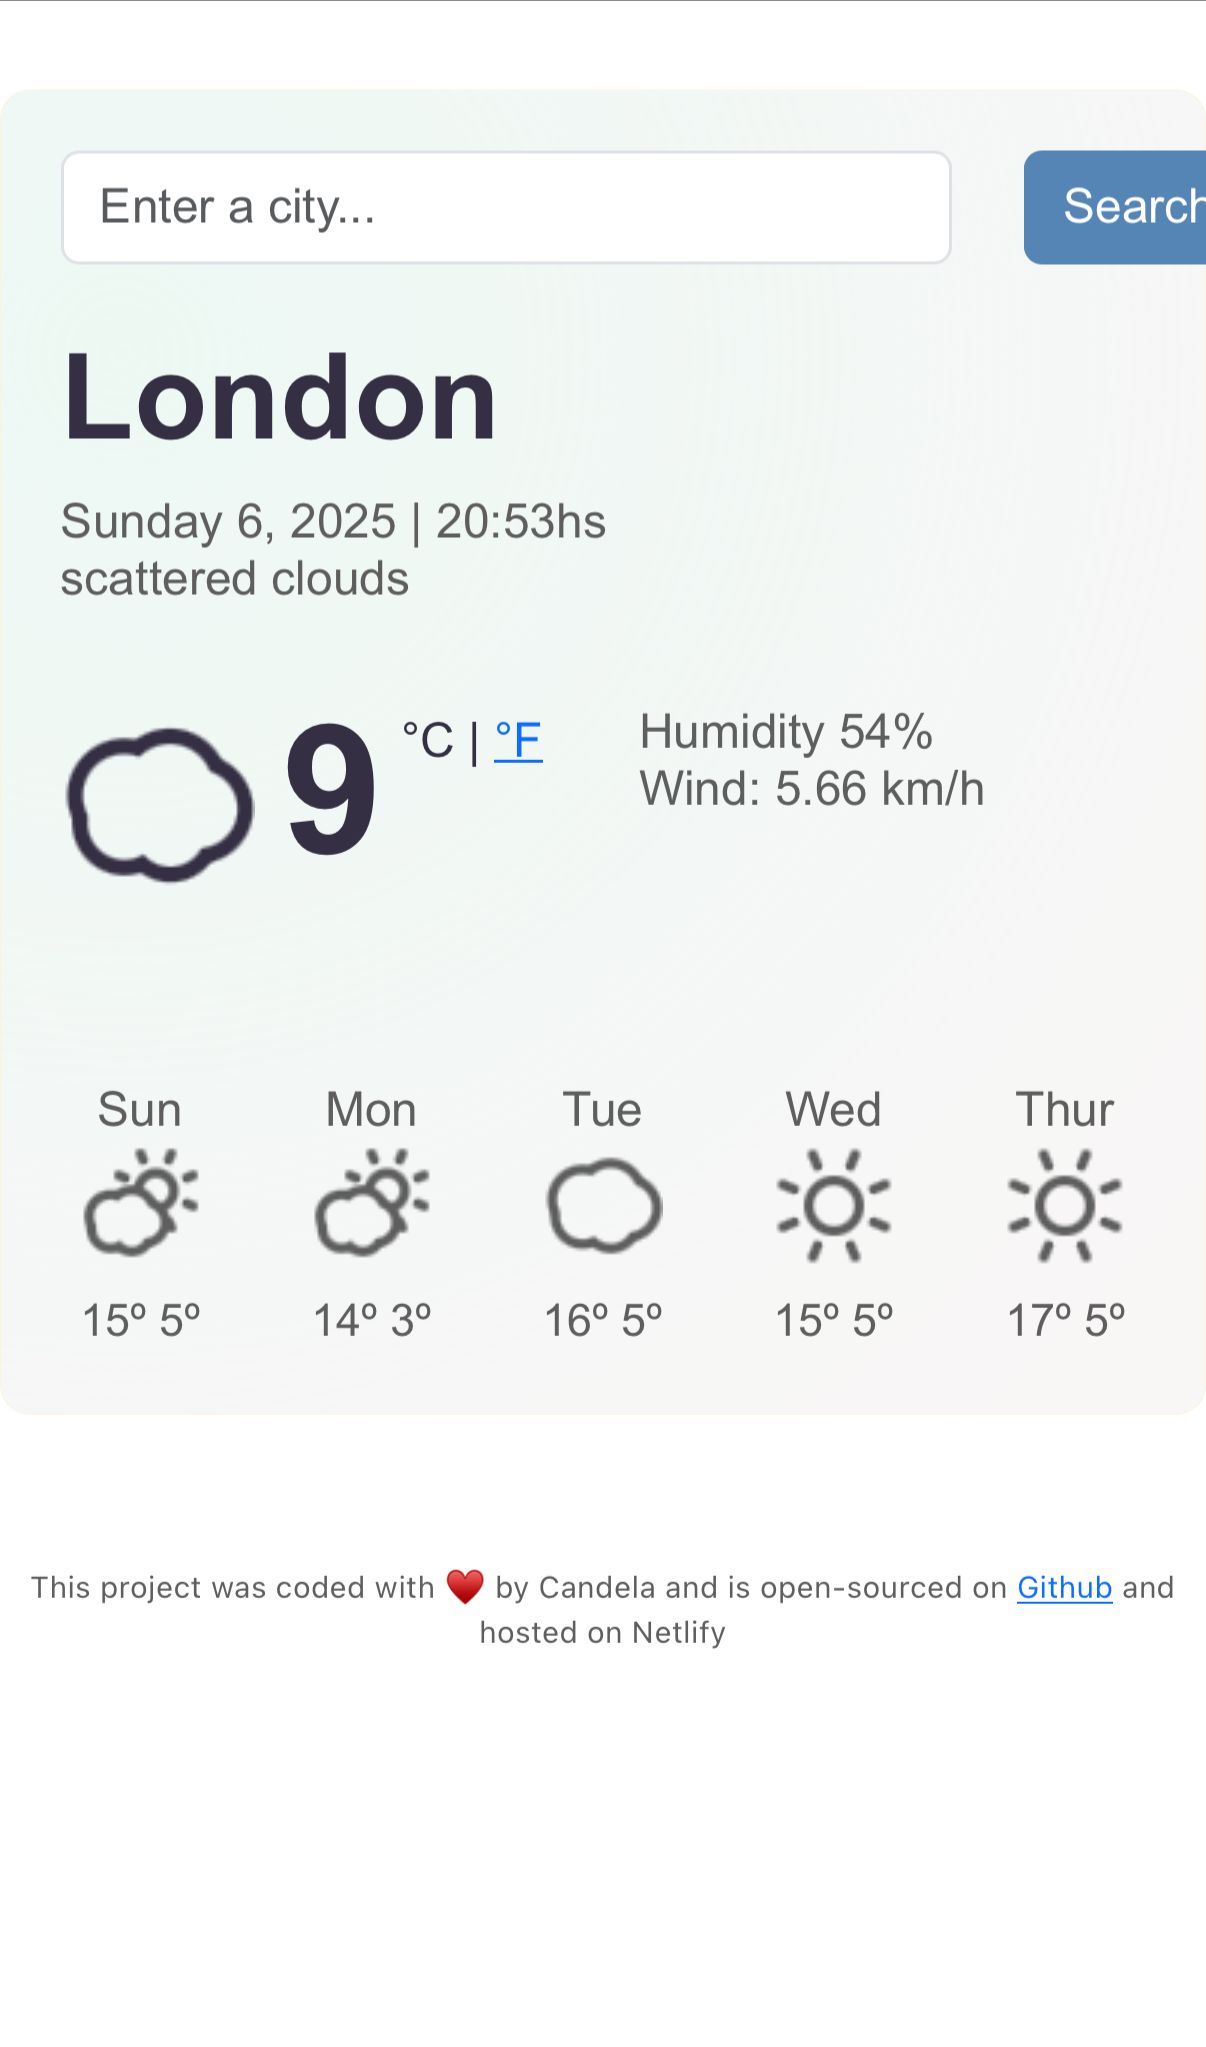 Enter a city...
Search
London
Sunday 6, 2025 | 20:53hs
scattered clouds
9 °C | °F
Humidity 54%
Wind: 5.66 km/h
Sun Mon Tue Wed Thur
15º 5º 14º 3º 16º 5º 15º 5º 17º 5º
This project was coded with ♥️ by Candela and is open-sourced on Github and
hosted on Netlify